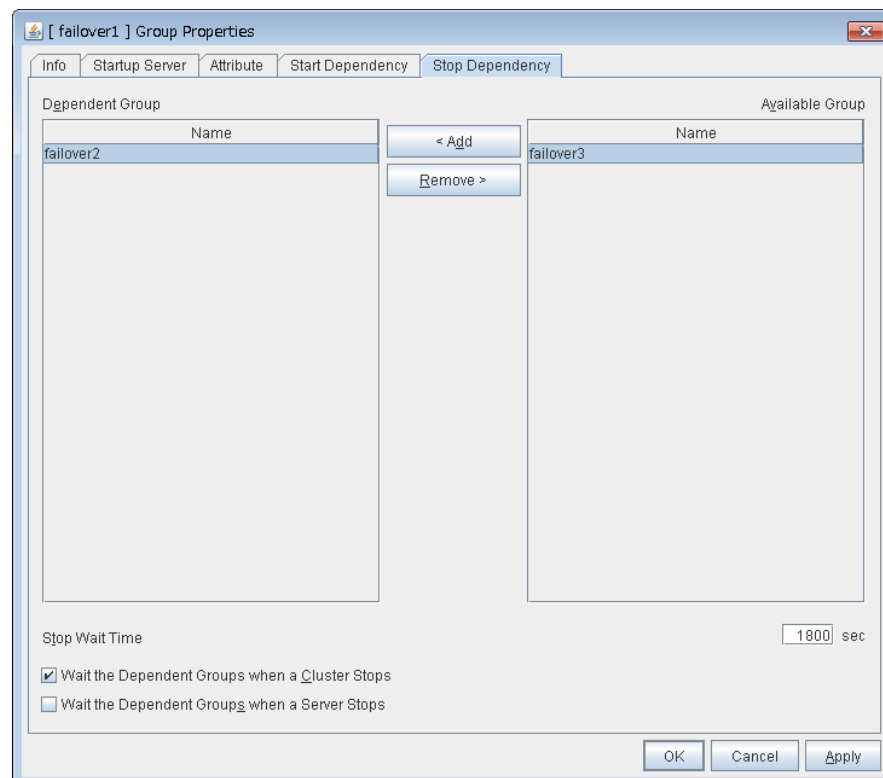 [ failover1 ] Group Properties
Info Startup Server Attribute Start Dependency Stop Dependency
Dependent Group Available Group
Name Name
failover2 failover3
< Add
Remove >
Stop Wait Time 1800 sec
Wait the Dependent Groups when a Cluster Stops
Wait the Dependent Groups when a Server Stops
OK Cancel Apply